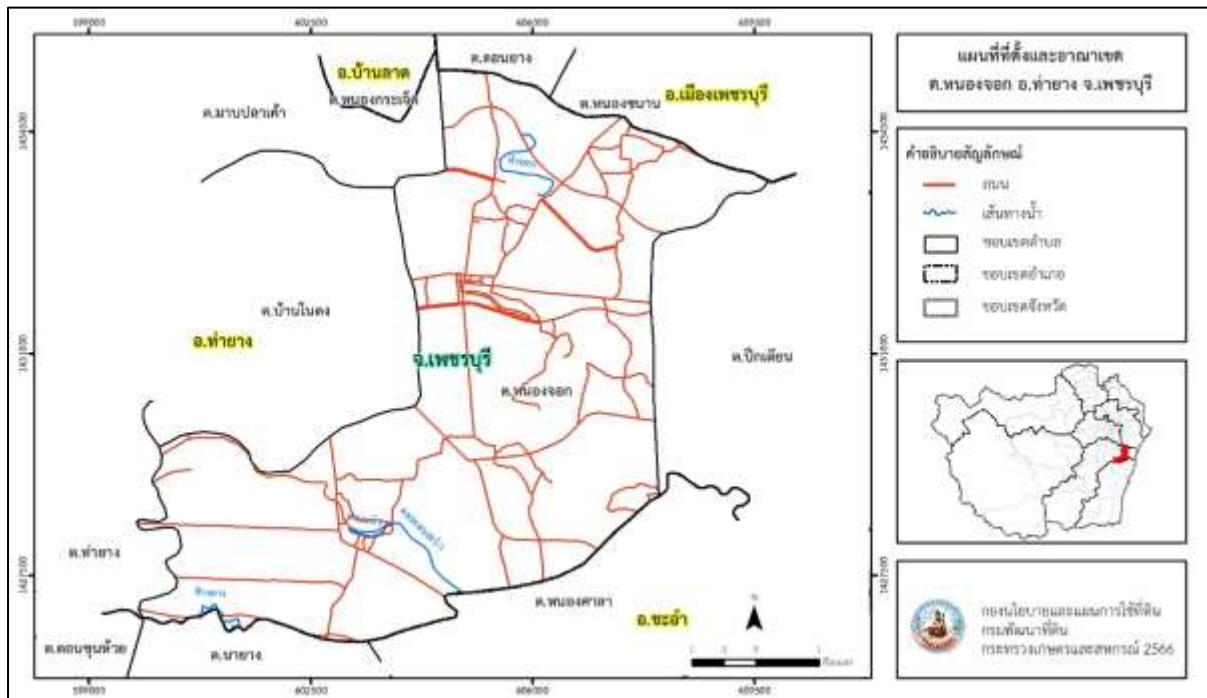 599000
602500
606000
609500
แผนที่ที่ตั้งและอาณาเขต
ต.หนองจอก อ.ท่ายาง จ.เพชรบุรี
ต.ดอนยาง
อ.บ้านลาด
ต.หนองกระเจ็ด
อ.เมืองเพชรบุรี
ต.หนองขนาน
ต.มาบปลาเค้า
1434500
1434500
คำอธิบายสัญลักษณ์
ถนน
เส้นทางน้ำ
ขอบเขตตำบล
ขอบเขตอำเภอ
ขอบเขตจังหวัด
ต.บ้านในดง
อ.ท่ายาง
จ.เพชรบุรี
ต.ปึกเตียน
1431000
1431000
ต.หนองจอก
ต.ท่ายาง
1427500
1427500
ต.หนองศาลา
อ.ชะอำ
N
ต.ดอนขุนห้วย
ต.นายาง
กองนโยบายและแผนการใช้ที่ดิน
กรมพัฒนาที่ดิน
กระทรวงเกษตรและสหกรณ์ 2566
599000
602500
606000
609500